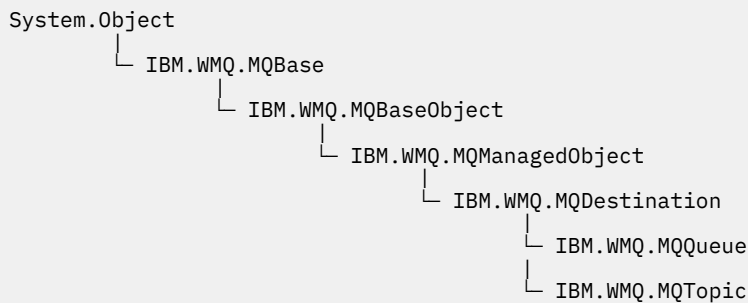 System.Object
IBM.WMQ.MQBase
IBM.WMQ.MQBaseObject
IBM.WMQ.MQManagedObject
IBM.WMQ.MQDestination
IBM.WMQ.MQQueue
IBM.WMQ.MQTopic